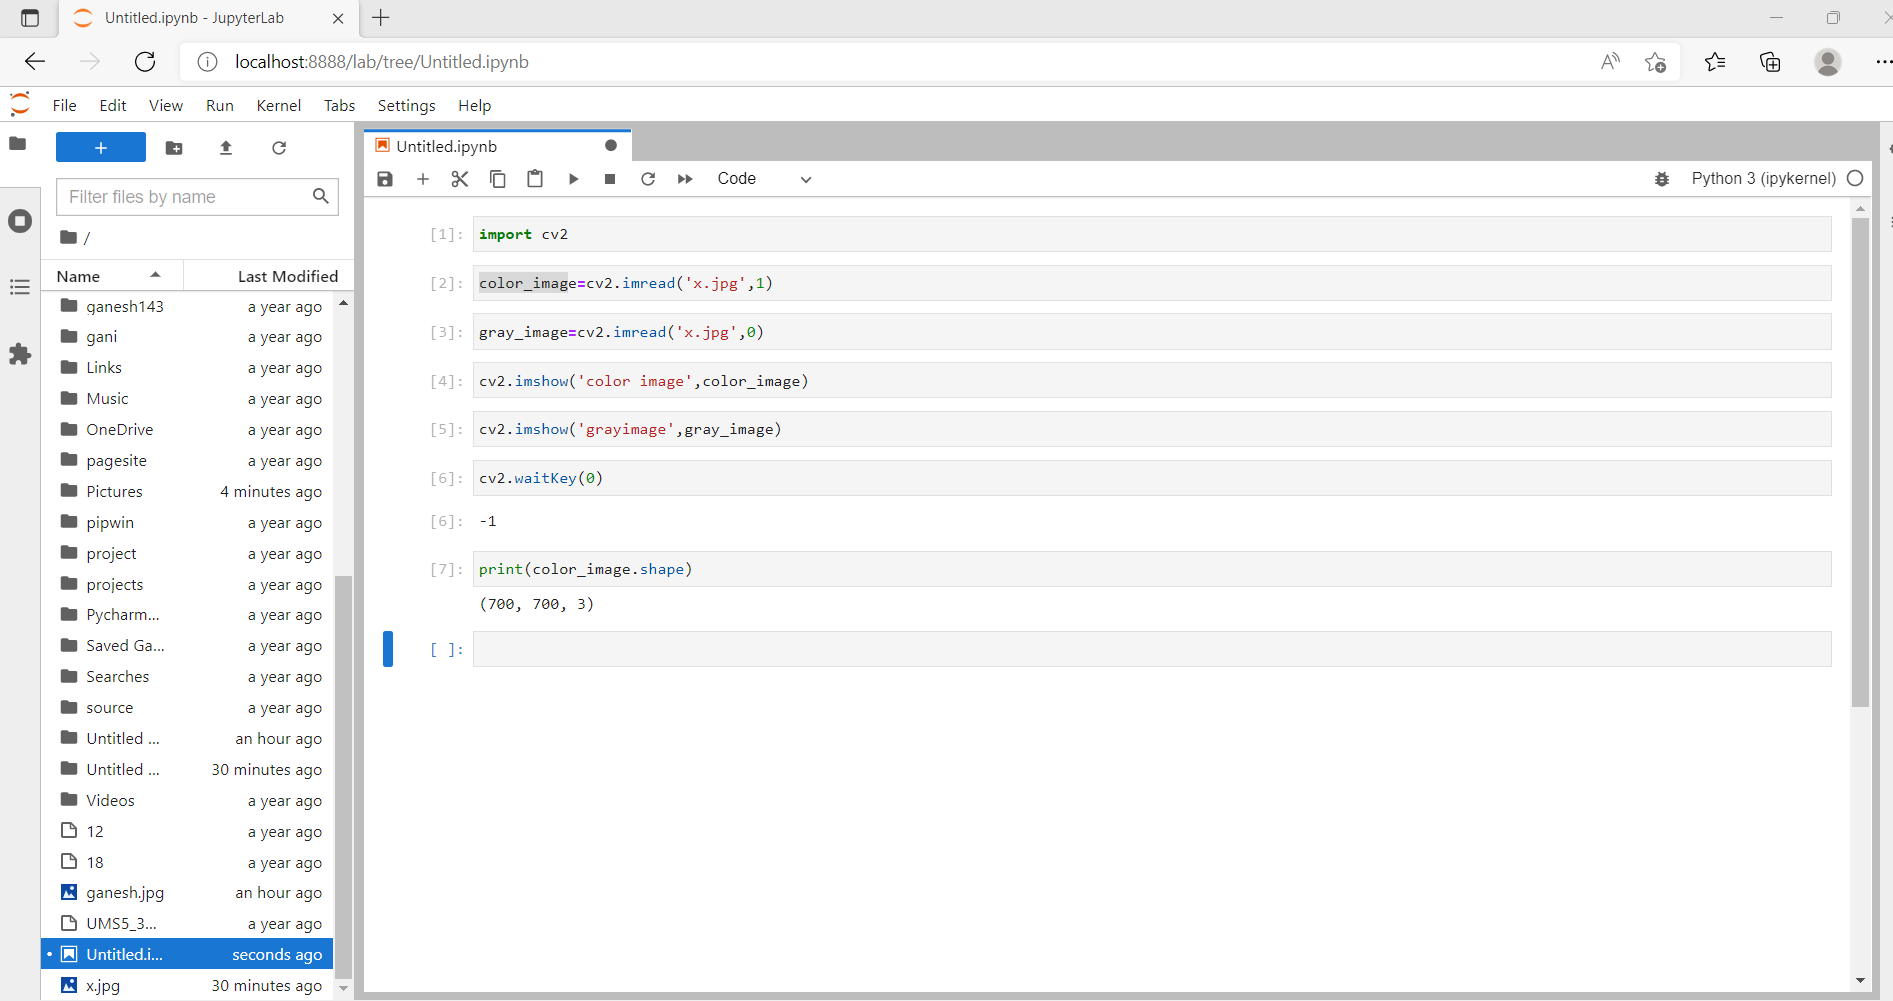 Untitled.ipynb - JupyterLab
localhost:8888/lab/tree/Untitled.ipynb
File Edit View Run Kernel Tabs Settings Help
Untitled.ipynb
Filter files by name
Code
Python 3 (ipykernel)
/
Name Last Modified
ganesh143 a year ago
gani a year ago
Links a year ago
Music a year ago
OneDrive a year ago
pagesite a year ago
Pictures 4 minutes ago
pipwin a year ago
project a year ago
projects a year ago
Pycharm... a year ago
Saved Ga... a year ago
Searches a year ago
source a year ago
Untitled ... an hour ago
Untitled ... 30 minutes ago
Videos a year ago
12 a year ago
18 a year ago
ganesh.jpg an hour ago
UMS5_3... a year ago
Untitled.i... seconds ago
x.jpg 30 minutes ago
[1]: import cv2
[2]: color_image=cv2.imread('x.jpg',1)
[3]: gray_image=cv2.imread('x.jpg',0)
[4]: cv2.imshow('color image',color_image)
[5]: cv2.imshow('grayimage',gray_image)
[6]: cv2.waitKey(0)
[6]: -1
[7]: print(color_image.shape)
(700, 700, 3)
[ ]: